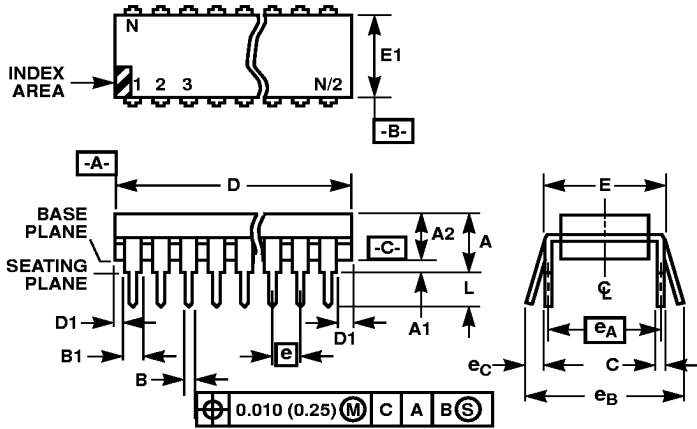 N
E1
INDEX
AREA
1 2 3 N/2
-B-
-A-
D
E
BASE
PLANE
A2
A
-C-
SEATING
PLANE
L
℄
D1
A1
D1
eA
B1
e
eC
C
B
eB
0.010 (0.25) Ⓜ C A B Ⓢ